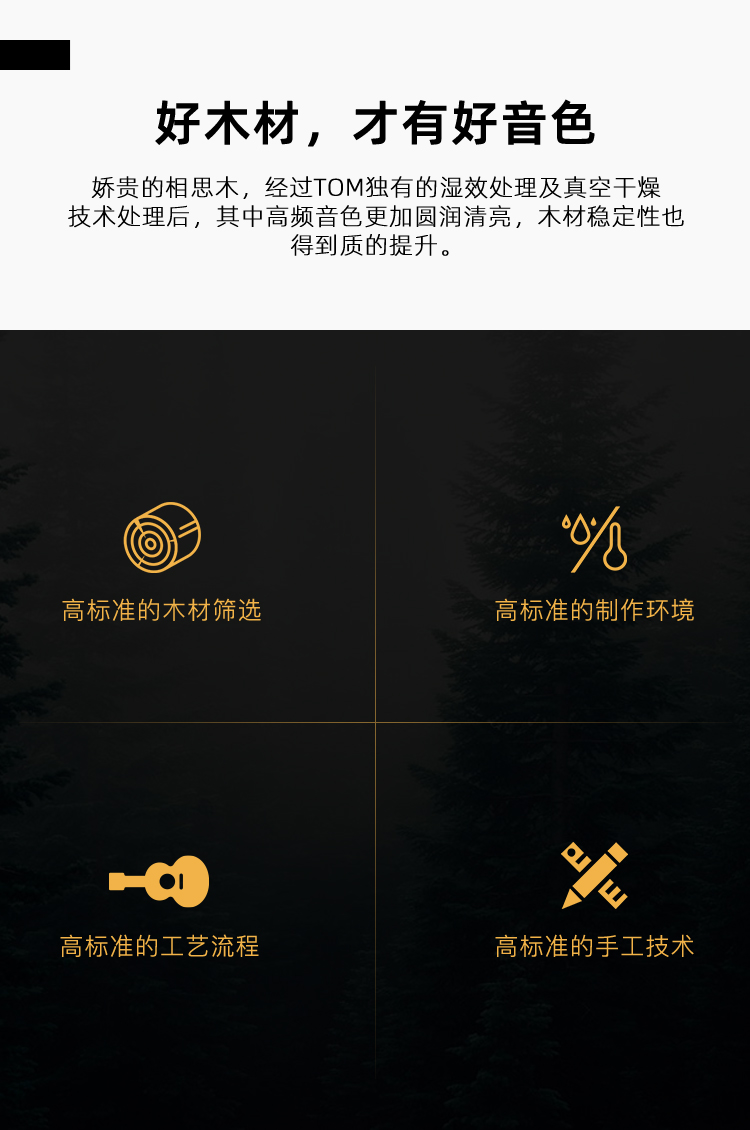 好木材，才有好音色
娇贵的相思木，经过TOM独有的湿效处理及真空干燥
技术处理后，其中高频音色更加圆润清亮，木材稳定性也
得到质的提升。
高标准的木材筛选
高标准的制作环境
高标准的工艺流程
高标准的手工技术